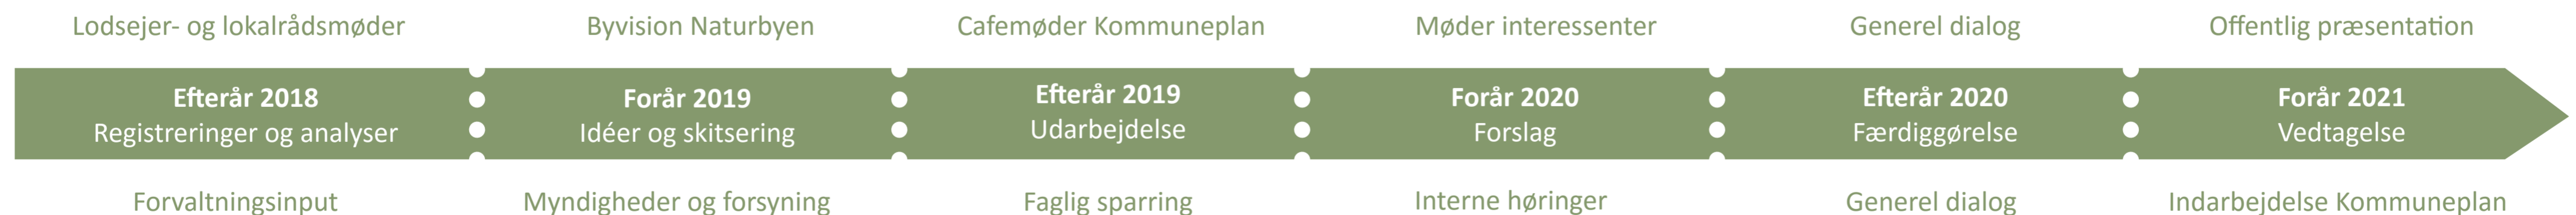 Lodsejer- og lokalrådsmøder
Byvision Naturbyen
Cafemøder Kommuneplan
Møder interessenter
Generel dialog
Offentlig præsentation
Efterår 2018
Registreringer og analyser
Forår 2019
Idéer og skitsering
Efterår 2019
Udarbejdelse
Forår 2020
Forslag
Efterår 2020
Færdiggørelse
Forår 2021
Vedtagelse
Forvaltningsinput
Myndigheder og forsyning
Faglig sparring
Interne høringer
Generel dialog
Indarbejdelse Kommuneplan